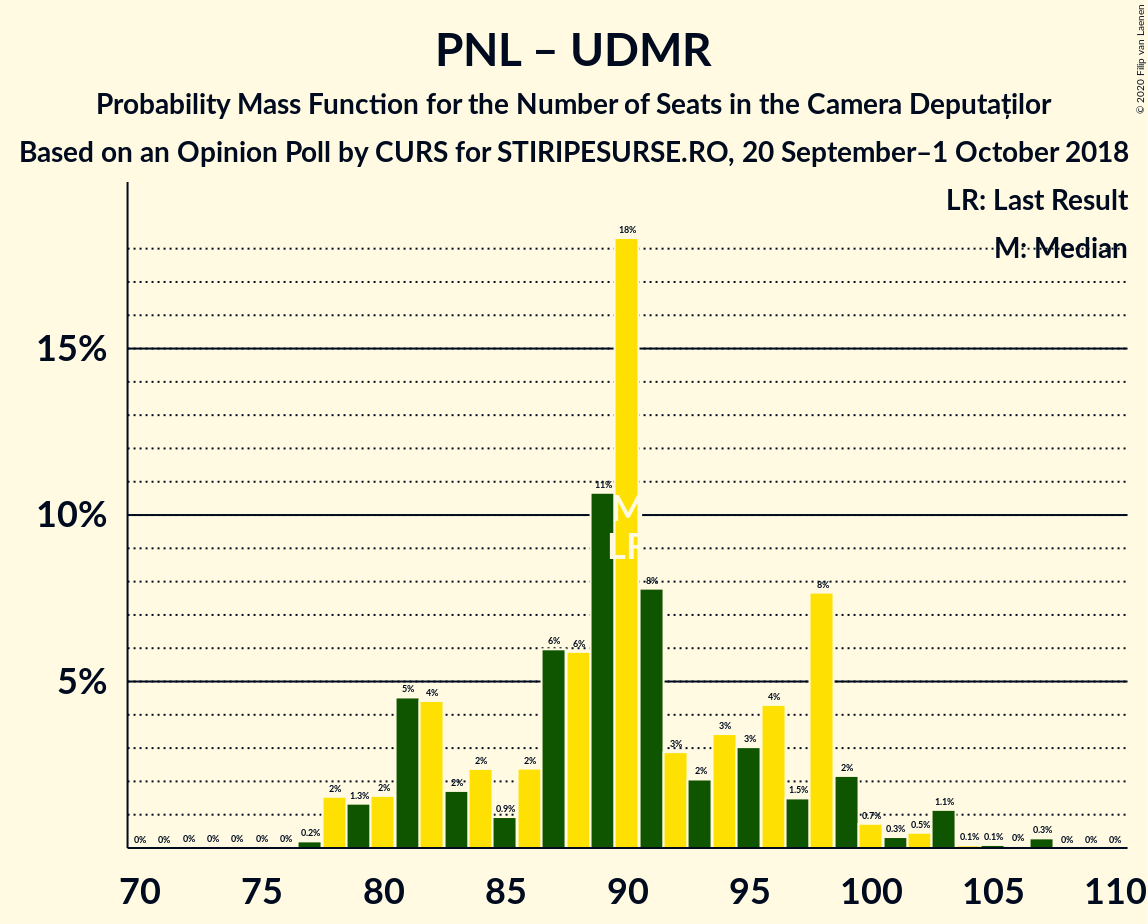 PNL – UDMR
Probability Mass Function for the Number of Seats in the Camera Deputaților
Based on an Opinion Poll by CURS for STIRIPESURSE.RO, 20 September–1 October 2018
© 2020 Filip van Laenen
LR: Last Result
M: Median
15%
10%
5%
0% 0% 0% 0% 0% 0% 0% 0.2% 2% 1.3% 2% 5% 4% 2% 2% 0.9% 2% 6% 6% 11% 18% 8% 3% 2% 3% 3% 4% 1.5% 8% 2% 0.7% 0.3% 0.5% 1.1% 0.1% 0.1% 0% 0.3% 0% 0% 0%
M
LR
70 75 80 85 90 95 100 105 110